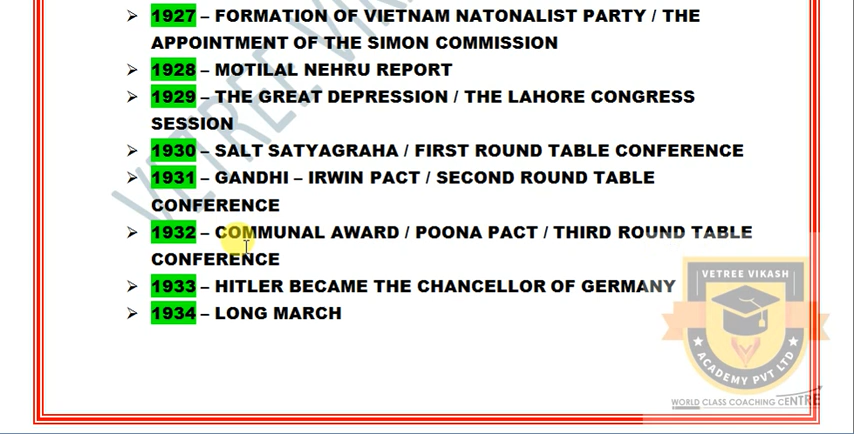 ➢ 1927 – FORMATION OF VIETNAM NATONALIST PARTY / THE
APPOINTMENT OF THE SIMON COMMISSION
➢ 1928 – MOTILAL NEHRU REPORT
➢ 1929 – THE GREAT DEPRESSION / THE LAHORE CONGRESS
SESSION
➢ 1930 – SALT SATYAGRAHA / FIRST ROUND TABLE CONFERENCE
➢ 1931 – GANDHI – IRWIN PACT / SECOND ROUND TABLE
CONFERENCE
➢ 1932 – COMMUNAL AWARD / POONA PACT / THIRD ROUND TABLE
CONFERENCE
➢ 1933 – HITLER BECAME THE CHANCELLOR OF GERMANY
➢ 1934 – LONG MARCH
VETREE
VETREE VIKASH
ACADEMY PVT LTD
WORLD CLASS COACHING CENTRE